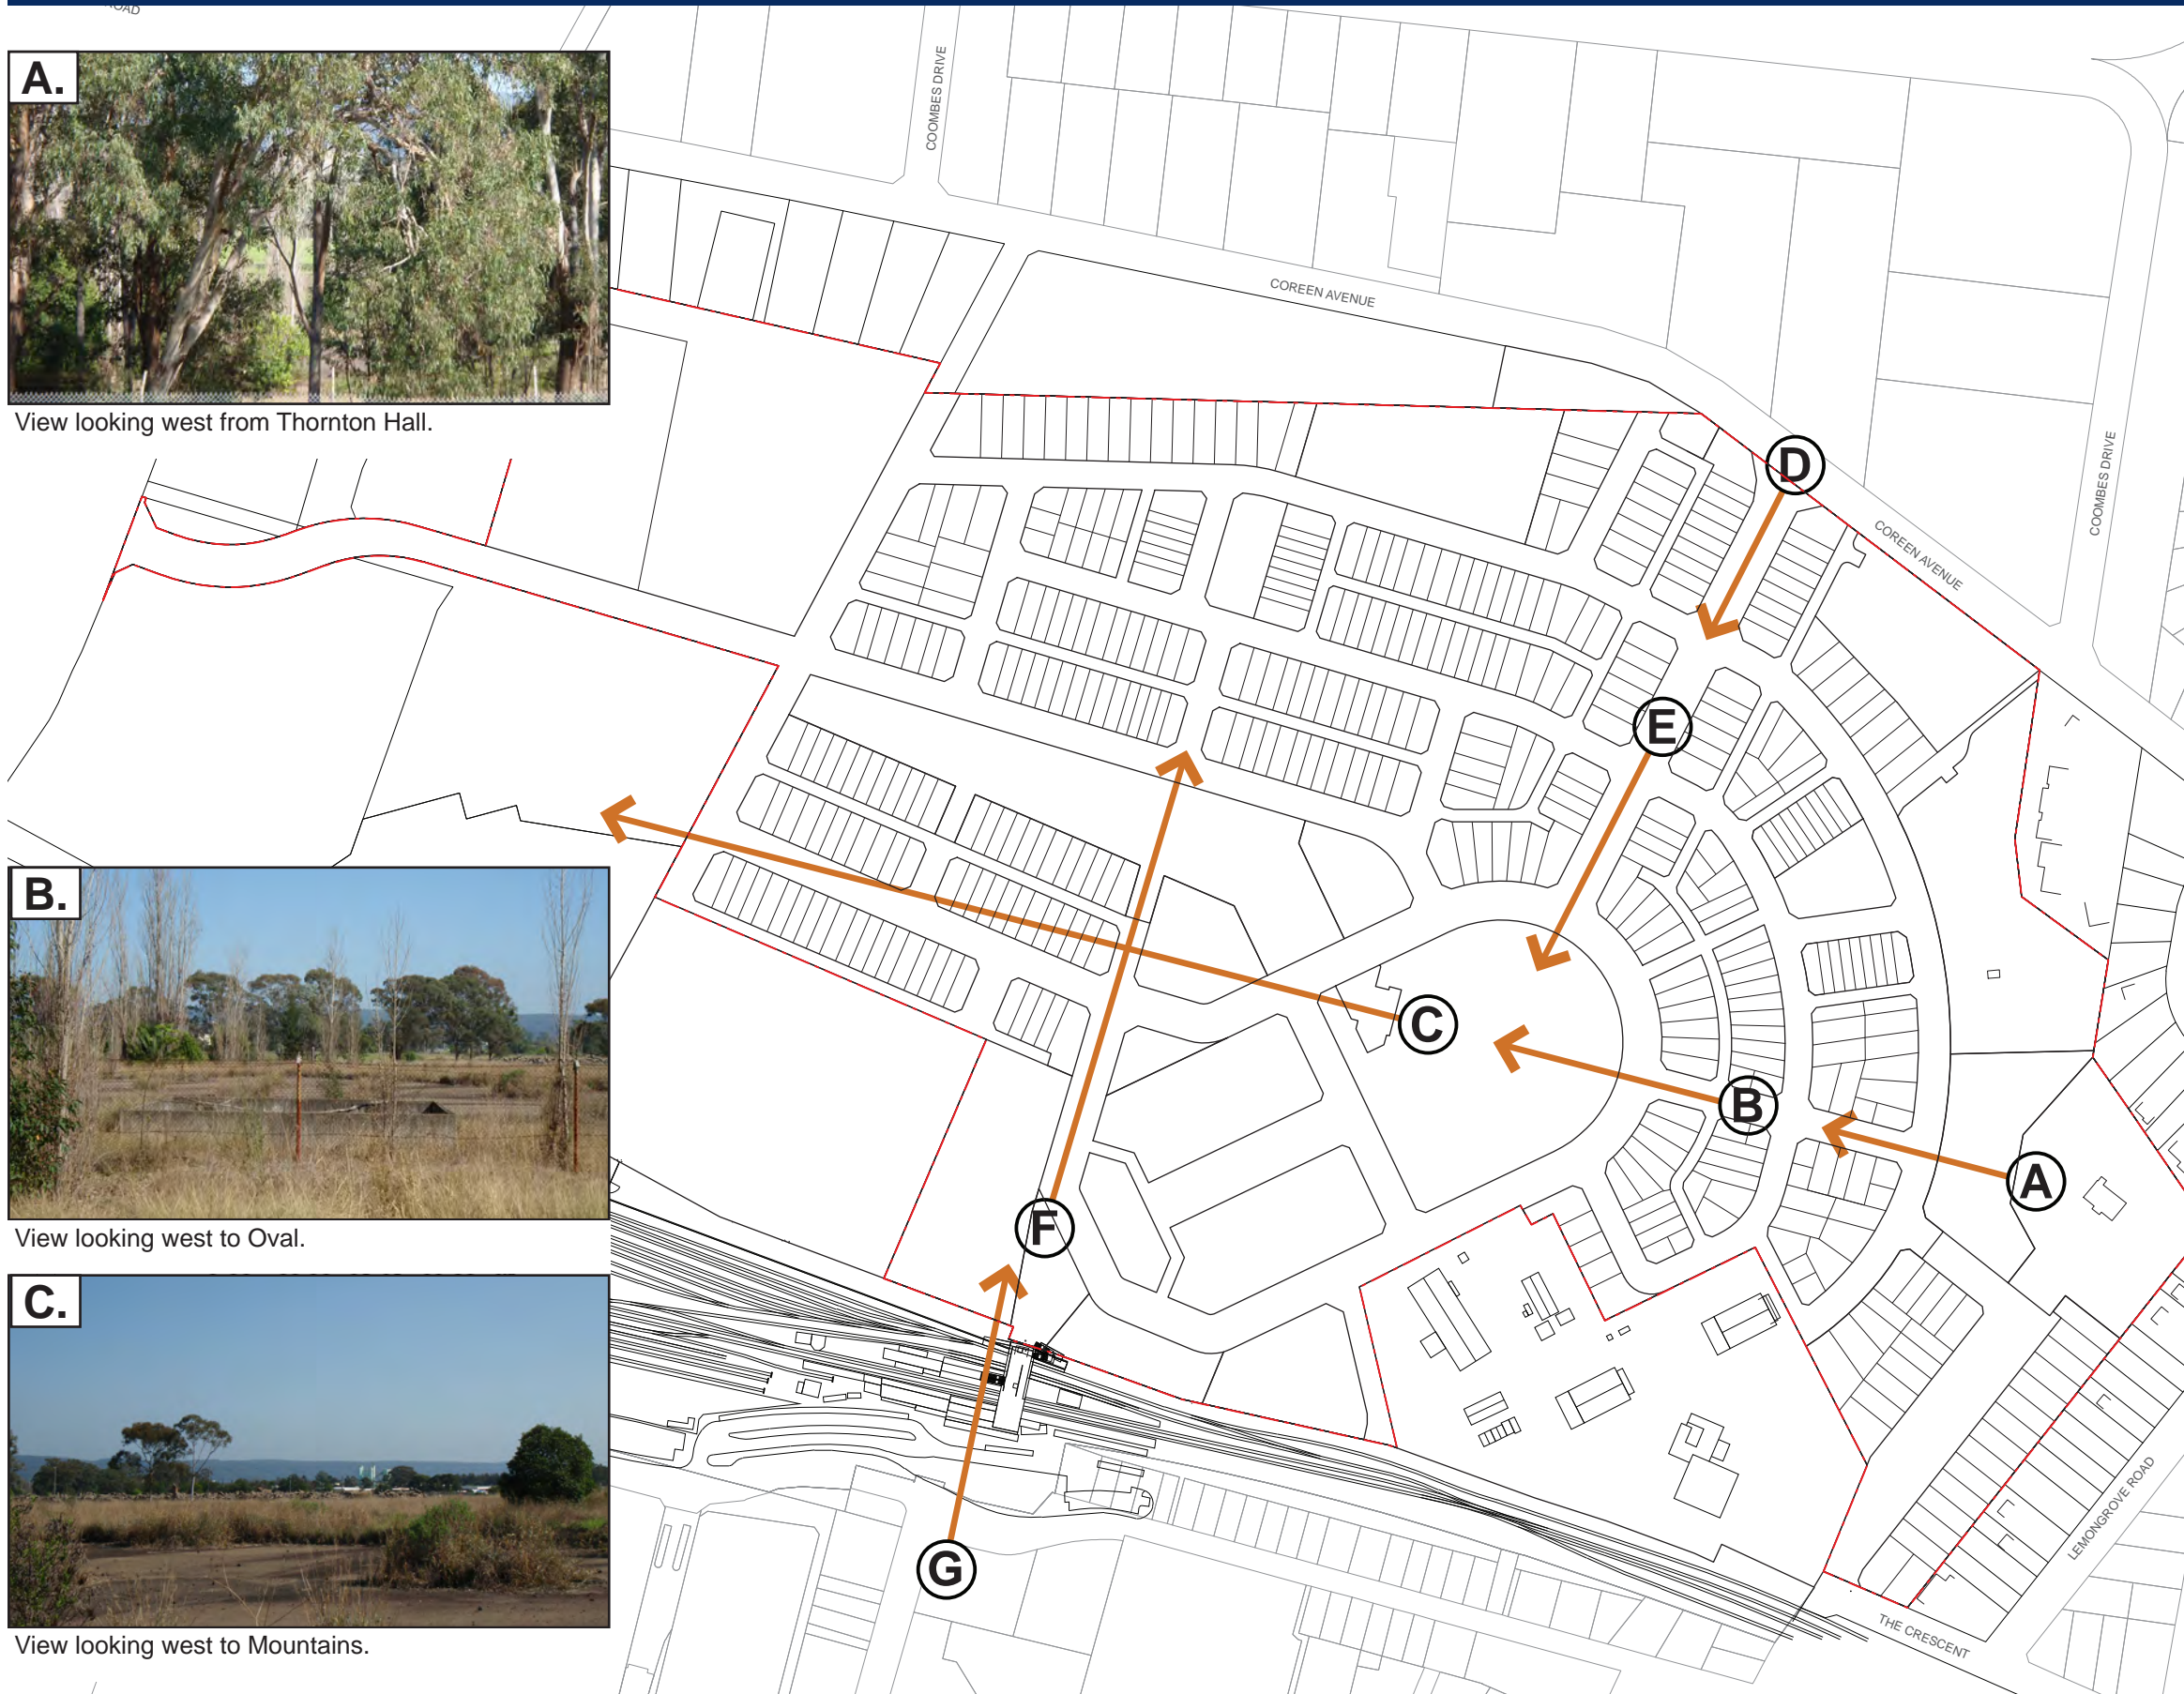 A.
View looking west from Thornton Hall.
B.
View looking west to Oval.
C.
View looking west to Mountains.
COOMBES DRIVE
COREEN AVENUE
D
COREEN AVENUE
COOMBES DRIVE
E
C
B
A
F
G
LEMONGROVE ROAD
THE CRESCENT